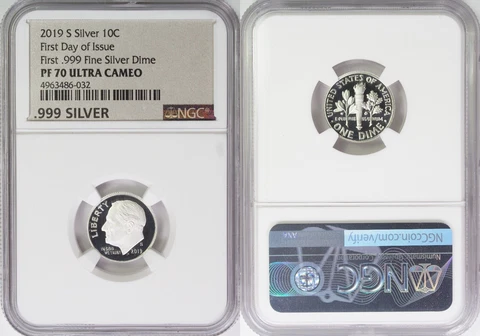 2019 S Silver 10C
First Day of Issue
First .999 Fine Silver Dime
PF 70 ULTRA CAMEO
4963486-032
.999 SILVER
NGC
LIBERTY
IN GOD
WE TRUST
S
2019
UNITED STATES OF AMERICA
E PLURIBUS UNUM
ONE DIME
NGCcoin.com/verify
NGC